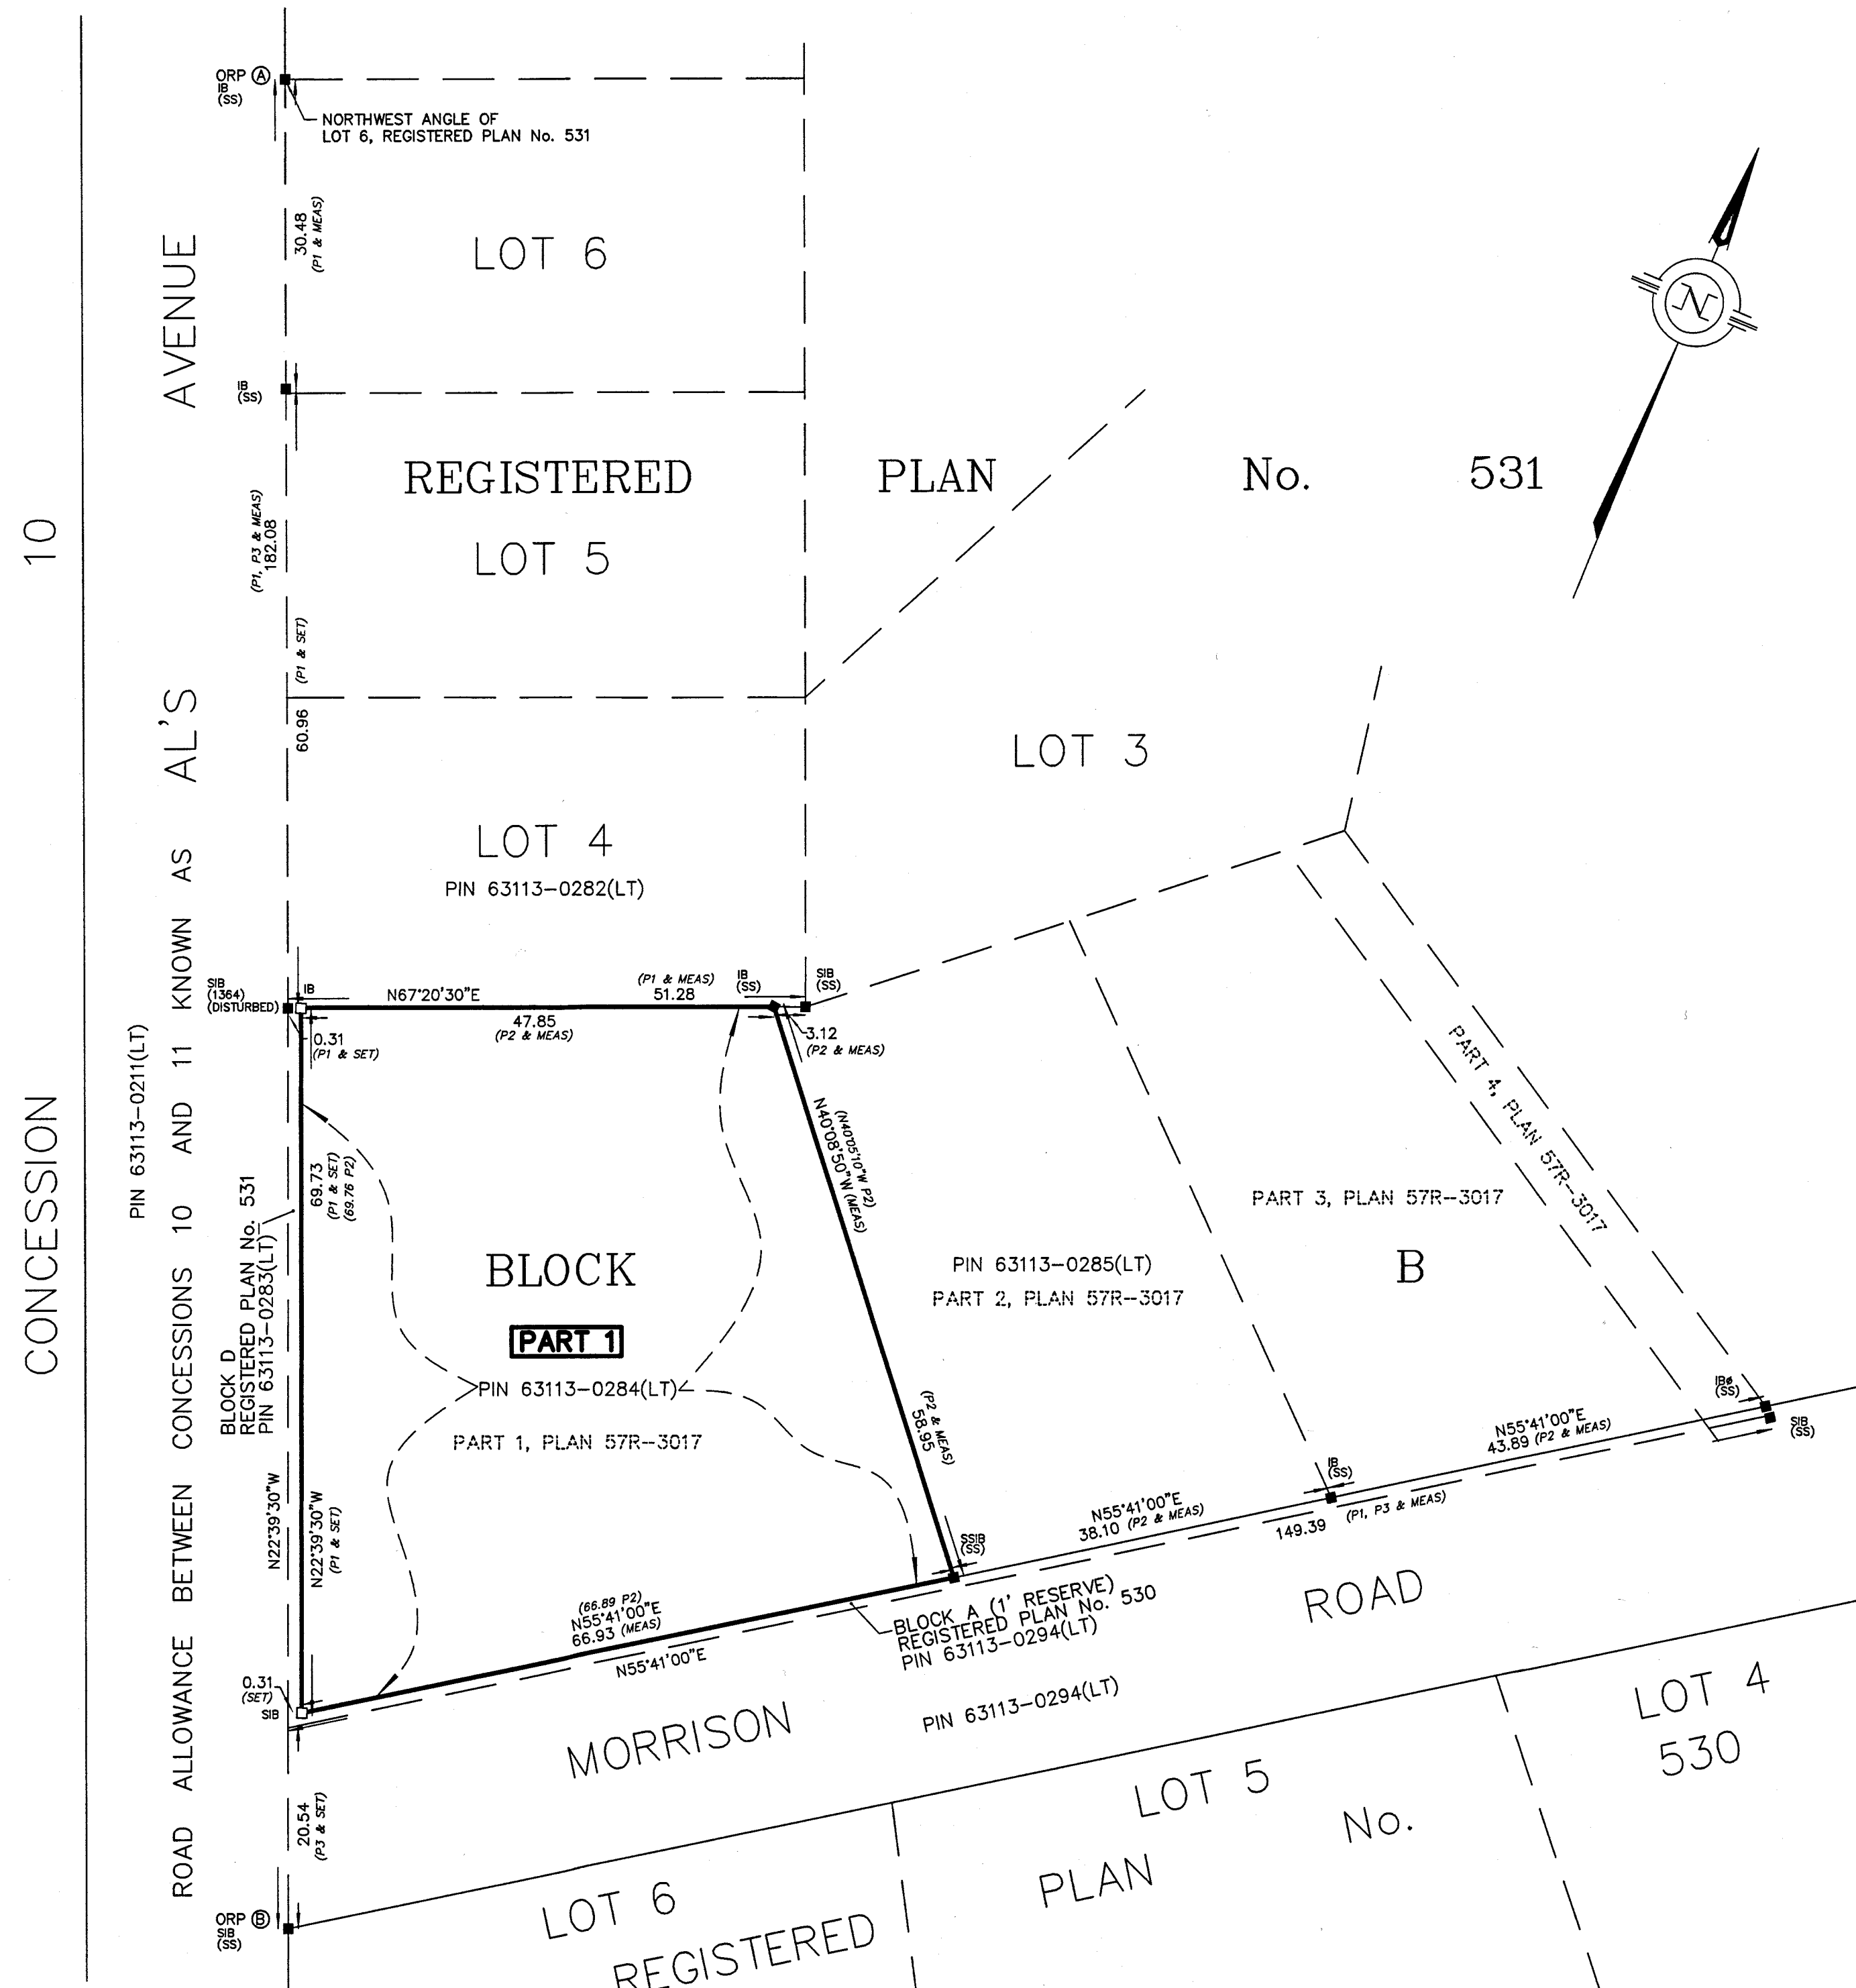 ORP Ⓐ
IB
(SS)
NORTHWEST ANGLE OF
LOT 6, REGISTERED PLAN No. 531
30.48
(P1 & MEAS)
LOT 6
AVENUE
N
IB
(SS)
REGISTERED PLAN No. 531
10
(P1, P3 & MEAS)
182.08
LOT 5
(P1 & SET)
60.96
AL'S
LOT 3
LOT 4
PIN 63113-0282(LT)
SIB
(1364)
(DISTURBED)
IB
N67°20'30"E
(P1 & MEAS)
51.28
IB
(SS)
SIB
(SS)
0.31
(P1 & SET)
47.85
(P2 & MEAS)
3.12
(P2 & MEAS)
PIN 63113-0211(LT)
CONCESSION
ROAD ALLOWANCE BETWEEN CONCESSIONS 10 AND 11 KNOWN AS
69.73
(P1 & SET)
(69.76 P2)
(N40°05'10"W P2)
N40°08'50"W (MEAS)
PART 4, PLAN 57R-3017
PART 3, PLAN 57R-3017
BLOCK D
REGISTERED PLAN No. 531
PIN 63113-0283(LT)
BLOCK
B
PIN 63113-0285(LT)
PART 2, PLAN 57R-3017
PART 1
PIN 63113-0284(LT)
PART 1, PLAN 57R-3017
(P2 & MEAS)
58.95
IBø
(SS)
SIB
(SS)
N55°41'00"E
43.89 (P2 & MEAS)
IB
(SS)
N22°39'30"W
N22°39'30"W
(P1 & SET)
N55°41'00"E
38.10 (P2 & MEAS)
149.39 (P1, P3 & MEAS)
SSIB
(SS)
(66.89 P2)
N55°41'00"E
66.93 (MEAS)
N55°41'00"E
BLOCK A (1' RESERVE)
REGISTERED PLAN No. 530
PIN 63113-0294(LT)
0.31
(SET)
SIB
MORRISON ROAD
PIN 63113-0294(LT)
20.54
(P3 & SET)
ORP Ⓑ
SIB
(SS)
LOT 6
LOT 5
LOT 4
REGISTERED PLAN No. 530